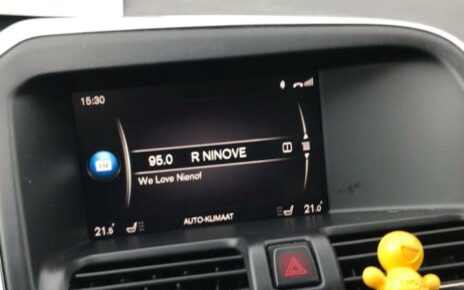 15:30
95.0 R NINOVE
We Love Nienof
AUTO-KLIMAAT
21.5° 21.0°